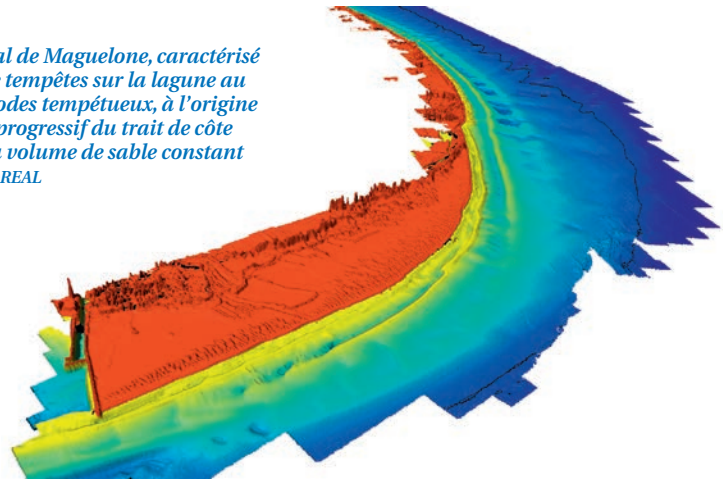 al de Maguelone, caractérisé
tempêtes sur la lagune au
odes tempétueux, à l'origine
progressif du trait de côte
volume de sable constant
REAL